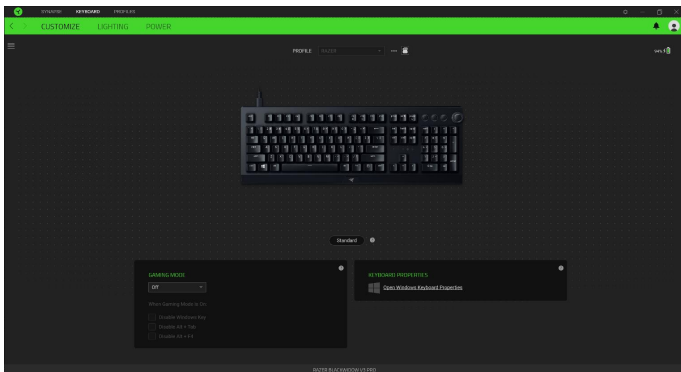 SYNAPSE KEYBOARD PROFILES
CUSTOMIZE LIGHTING POWER
PROFILE RAZER
94%
Standard
GAMING MODE
Off
When Gaming Mode Is On:
Disable Windows Key
Disable Alt + Tab
Disable Alt + F4
KEYBOARD PROPERTIES
Open Windows Keyboard Properties
RAZER BLACKWIDOW V3 PRO